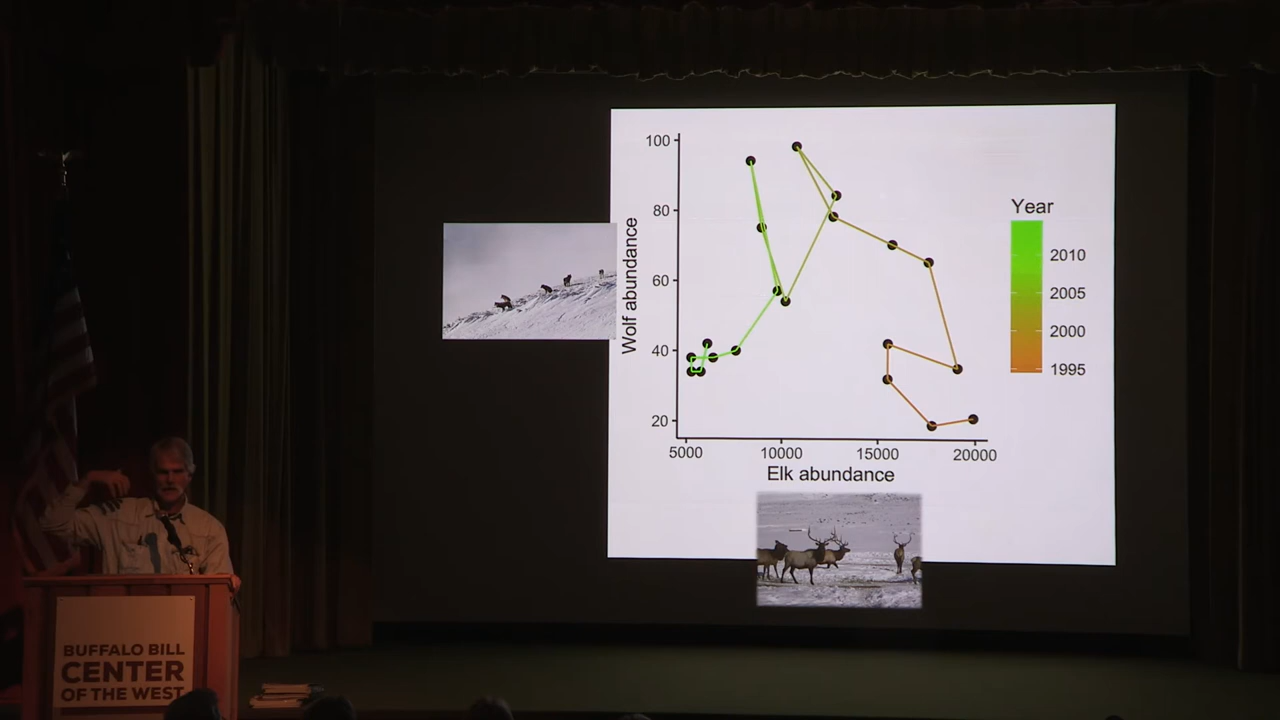 100
80
60
40
20
Wolf abundance
5000 10000 15000 20000
Elk abundance
Year
2010
2005
2000
1995
BUFFALO BILL
CENTER
OF THE WEST